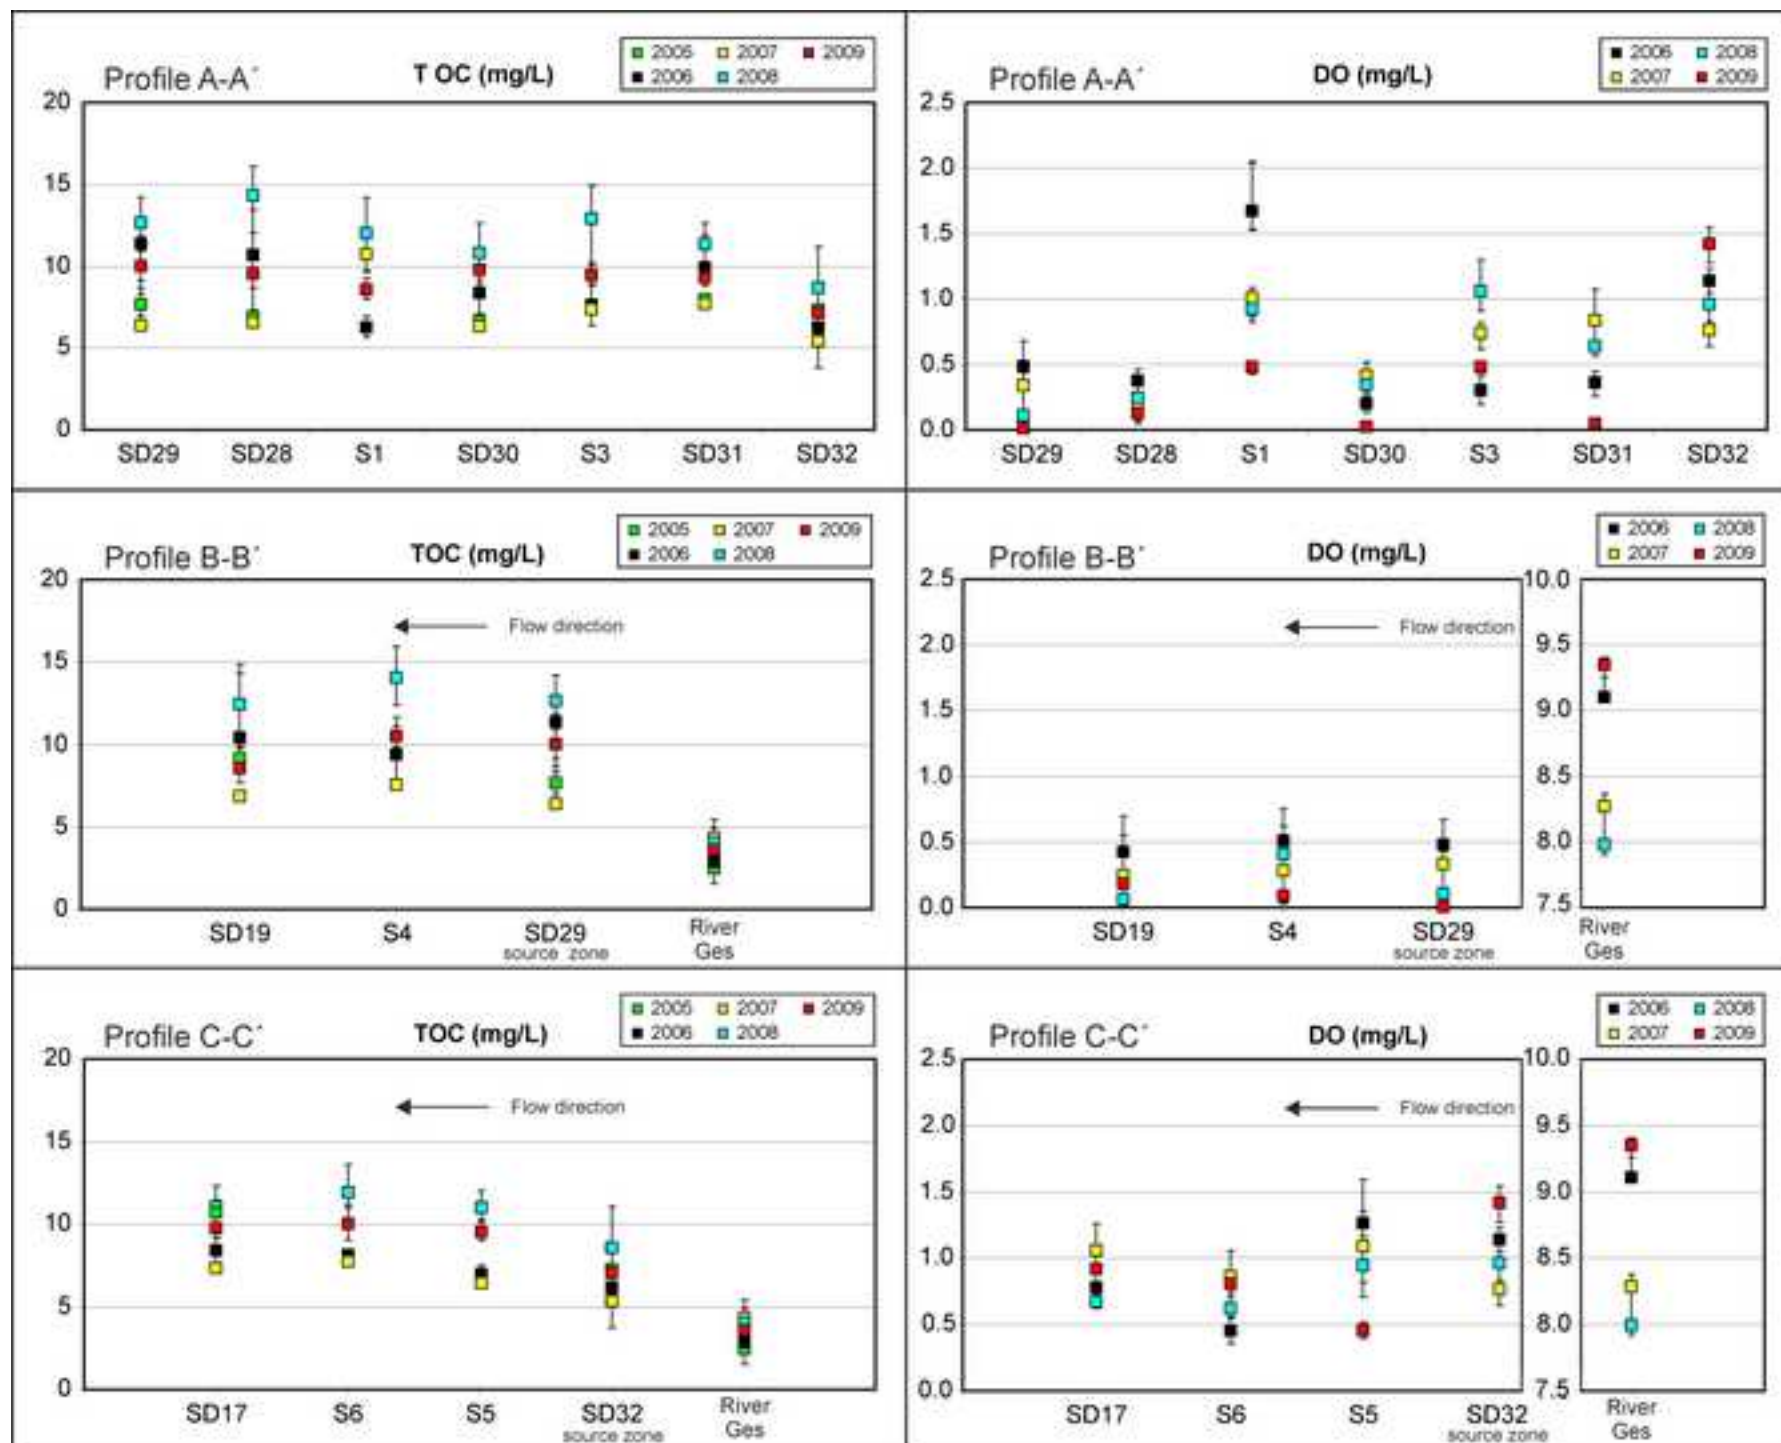 Profile A-A´ T OC (mg/L) 2005 2007 2009
2006 2008
20
15
10
5
0
SD29 SD28 S1 SD30 S3 SD31 SD32
Profile A-A´ DO (mg/L) 2006 2008
2007 2009
2.5
2.0
1.5
1.0
0.5
0.0
SD29 SD28 S1 SD30 S3 SD31 SD32
Profile B-B´ TOC (mg/L) 2005 2007 2009
2006 2008
20
Flow direction
15
10
5
0
SD19 S4 SD29 River
source zone Ges
Profile B-B´ DO (mg/L) 2006 2008
2007 2009
2.5 10.0
Flow direction
2.0 9.5
1.5 9.0
1.0 8.5
0.5 8.0
0.0 7.5
SD19 S4 SD29 River
source zone Ges
Profile C-C´ TOC (mg/L) 2005 2007 2009
2006 2008
20
Flow direction
15
10
5
0
SD17 S6 S5 SD32 River
source zone Ges
Profile C-C´ DO (mg/L) 2006 2008
2007 2009
2.5 10.0
Flow direction
2.0 9.5
1.5 9.0
1.0 8.5
0.5 8.0
0.0 7.5
SD17 S6 S5 SD32 River
source zone Ges